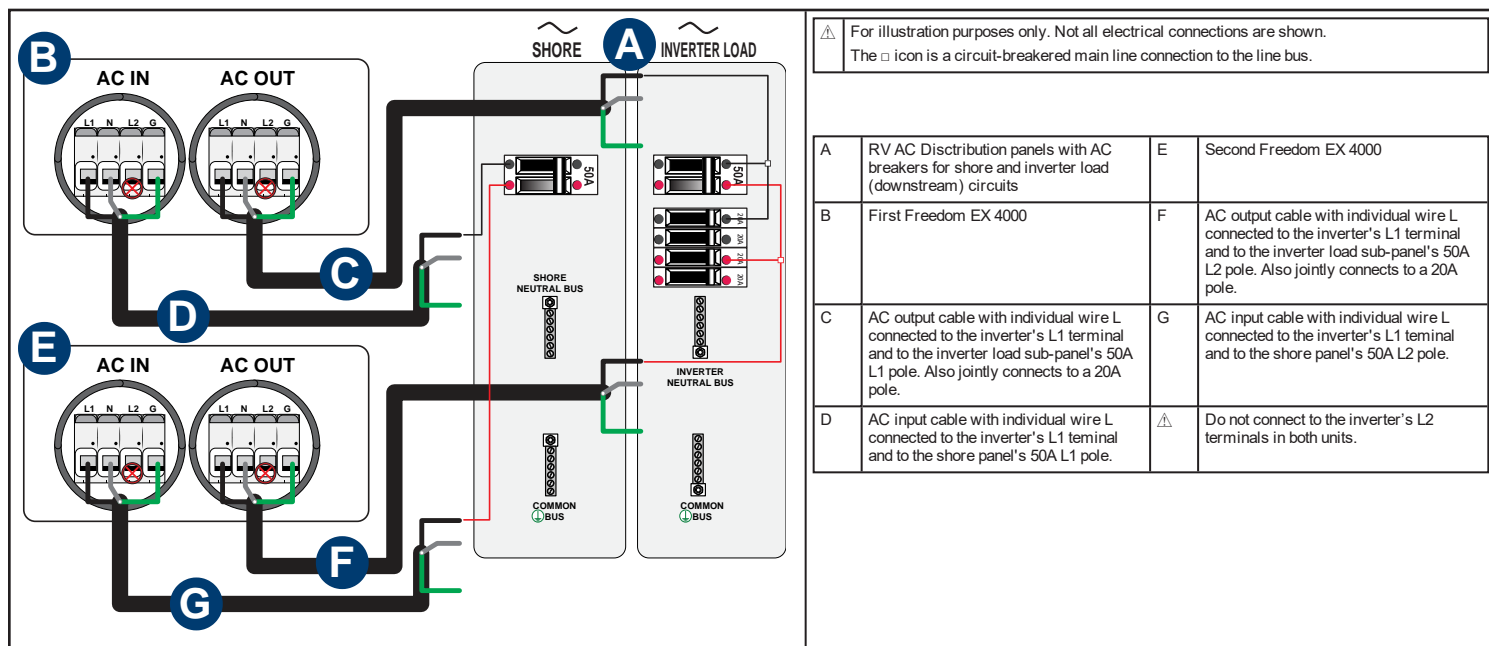 SHORE
A
INVERTER LOAD
B
AC IN
AC OUT
L1 N L2 G
L1 N L2 G
50A
50A
20A
20A
20A
20A
C
D
SHORE
NEUTRAL BUS
INVERTER
NEUTRAL BUS
E
AC IN
AC OUT
L1 N L2 G
L1 N L2 G
COMMON
BUS
COMMON
BUS
F
G
⚠ For illustration purposes only. Not all electrical connections are shown.
The □ icon is a circuit-breakered main line connection to the line bus.
A
RV AC Disctribution panels with AC
breakers for shore and inverter load
(downstream) circuits
E
Second Freedom EX 4000
B
First Freedom EX 4000
F
AC output cable with individual wire L
connected to the inverter's L1 terminal
and to the inverter load sub-panel's 50A
L2 pole. Also jointly connects to a 20A
pole.
C
AC output cable with individual wire L
connected to the inverter's L1 terminal
and to the inverter load sub-panel's 50A
L1 pole. Also jointly connects to a 20A
pole.
G
AC input cable with individual wire L
connected to the inverter's L1 teminal
and to the shore panel's 50A L2 pole.
D
AC input cable with individual wire L
connected to the inverter's L1 teminal
and to the shore panel's 50A L1 pole.
⚠
Do not connect to the inverter’s L2
terminals in both units.